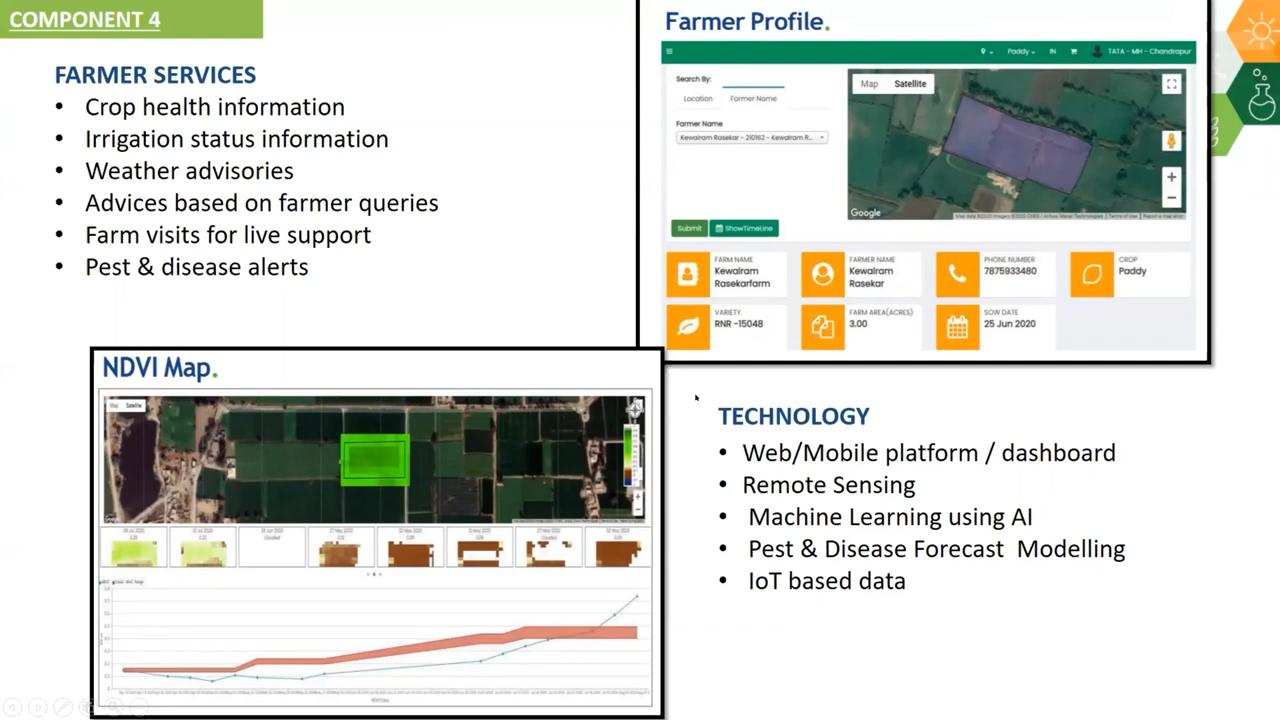 COMPONENT 4
FARMER SERVICES
• Crop health information
• Irrigation status information
• Weather advisories
• Advices based on farmer queries
• Farm visits for live support
• Pest & disease alerts
Farmer Profile.
Paddy
IN
TATA - MH - Chandrapur
Search By:
Location
Farmer Name
Farmer Name
Kewalram Rasekar - 210162 - Kewalram R...
Map
Satellite
Google
Submit
ShowTimeLine
FARM NAME
Kewalram
Rasekarfarm
FARMER NAME
Kewalram
Rasekar
PHONE NUMBER
7875933480
CROP
Paddy
VARIETY
RNR -15048
FARM AREA(ACRES)
3.00
SOW DATE
25 Jun 2020
NDVI Map.
Map
Satellite
TECHNOLOGY
• Web/Mobile platform / dashboard
• Remote Sensing
• Machine Learning using AI
• Pest & Disease Forecast Modelling
• IoT based data